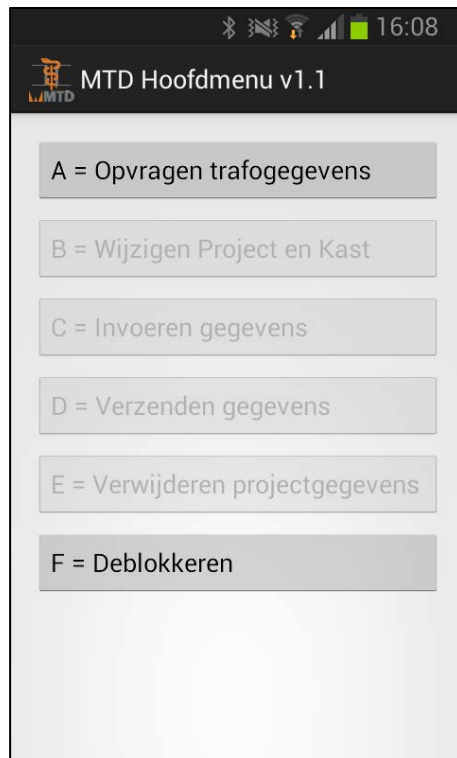 16:08
MTD
MTD Hoofdmenu v1.1
A = Opvragen trafogegevens
B = Wijzigen Project en Kast
C = Invoeren gegevens
D = Verzenden gegevens
E = Verwijderen projectgegevens
F = Deblokkeren